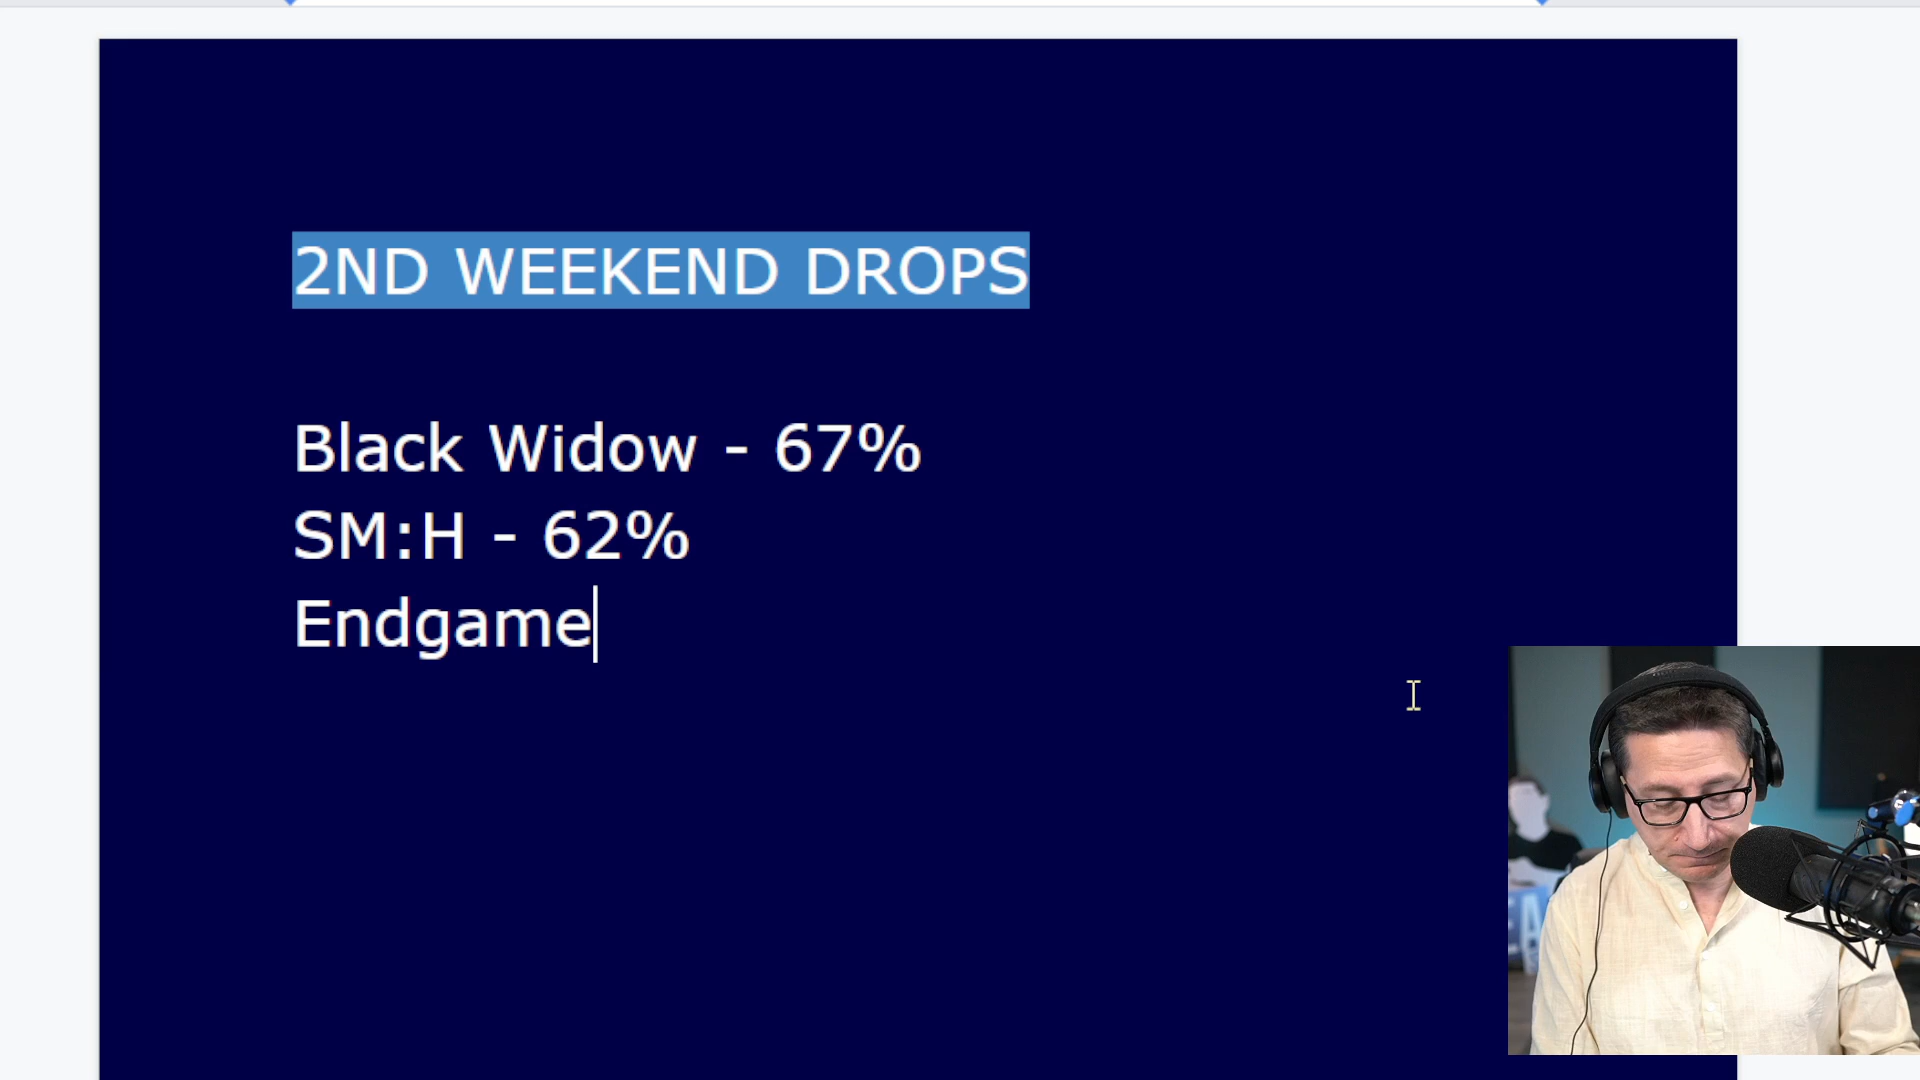 2ND WEEKEND DROPS
Black Widow - 67%
SM:H - 62%
Endgame